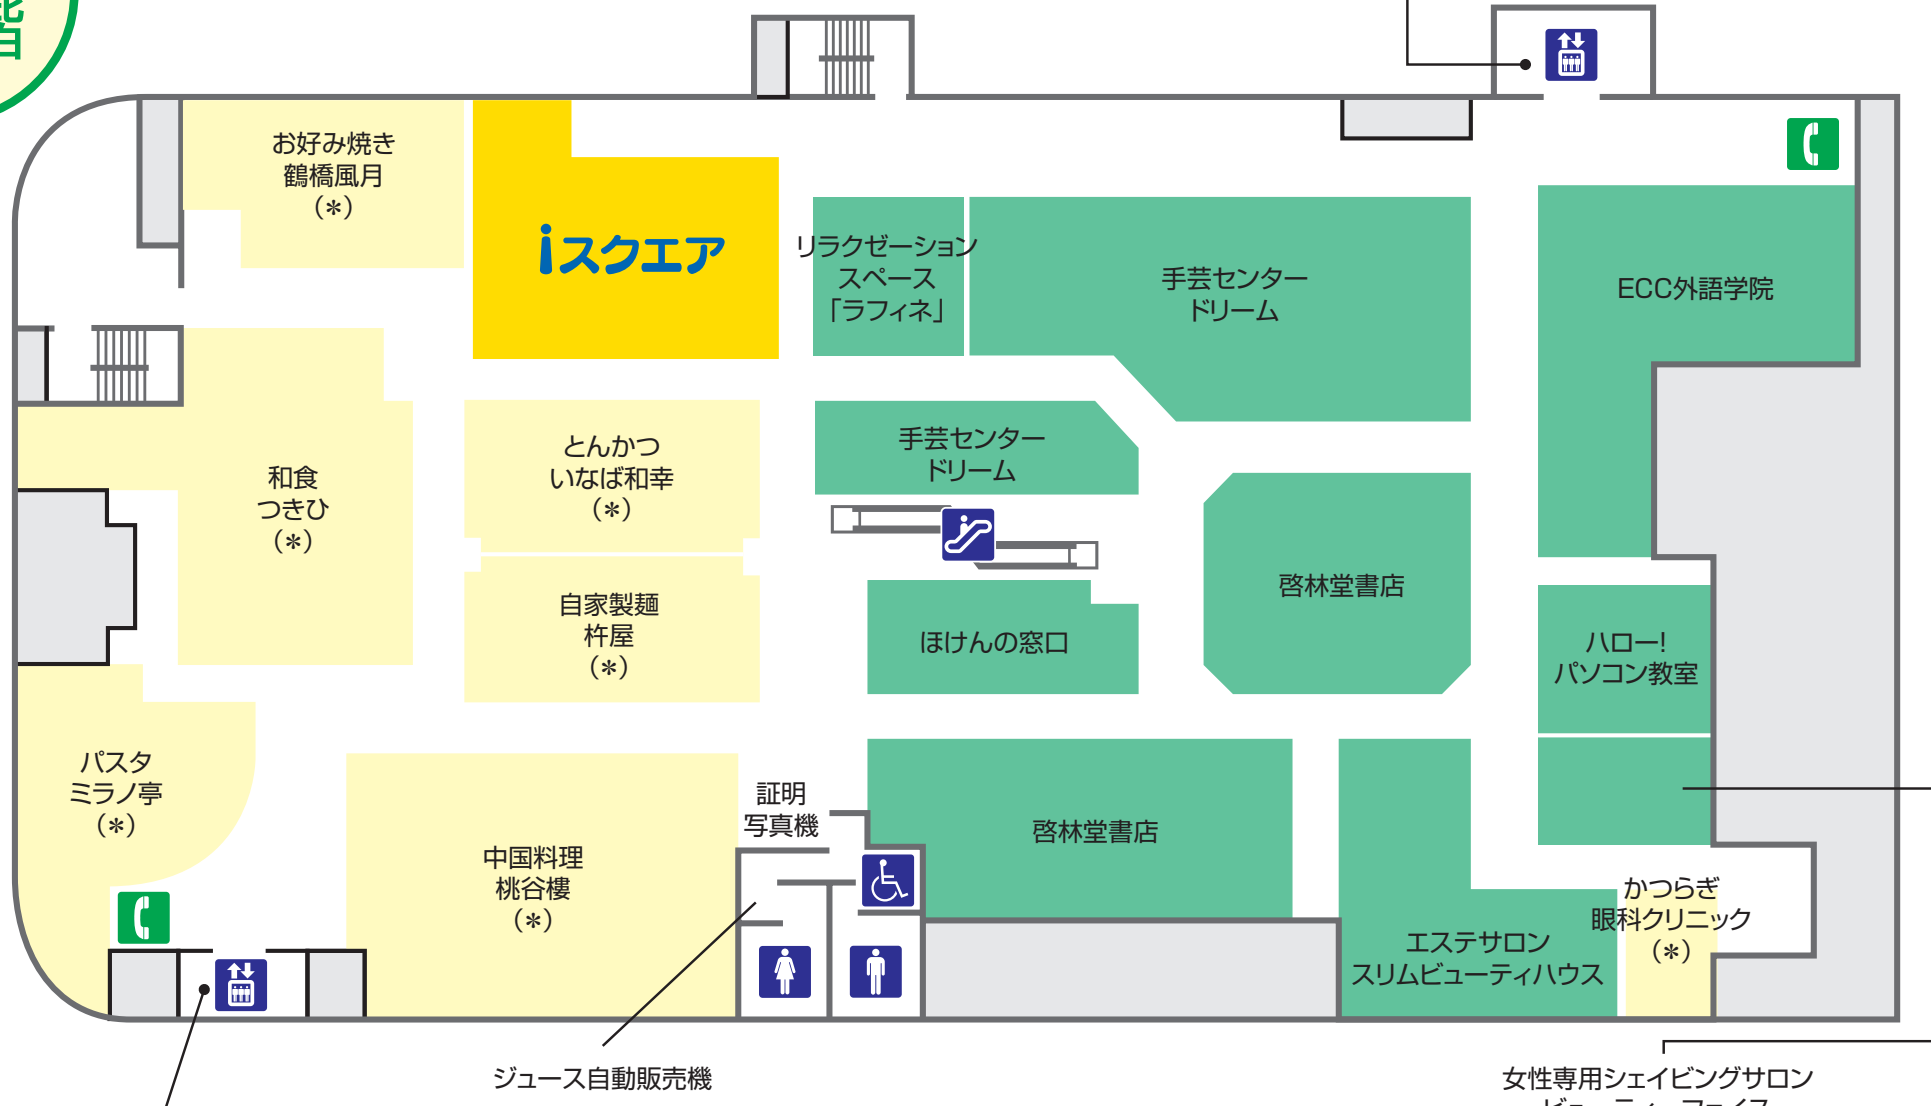 お好み焼き
鶴橋風月
(*)
iスクエア
リラクゼーション
スペース
「ラフィネ」
手芸センター
ドリーム
ECC外語学院
和食
つきひ
(*)
とんかつ
いなば和幸
(*)
手芸センター
ドリーム
自家製麺
杵屋
(*)
ほけんの窓口
啓林堂書店
ハロー!
パソコン教室
パスタ
ミラノ亭
(*)
中国料理
桃谷樓
(*)
証明
写真機
啓林堂書店
エステサロン
スリムビューティハウス
かつらぎ
眼科クリニック
(*)
ジュース自動販売機
女性専用シェイビングサロン